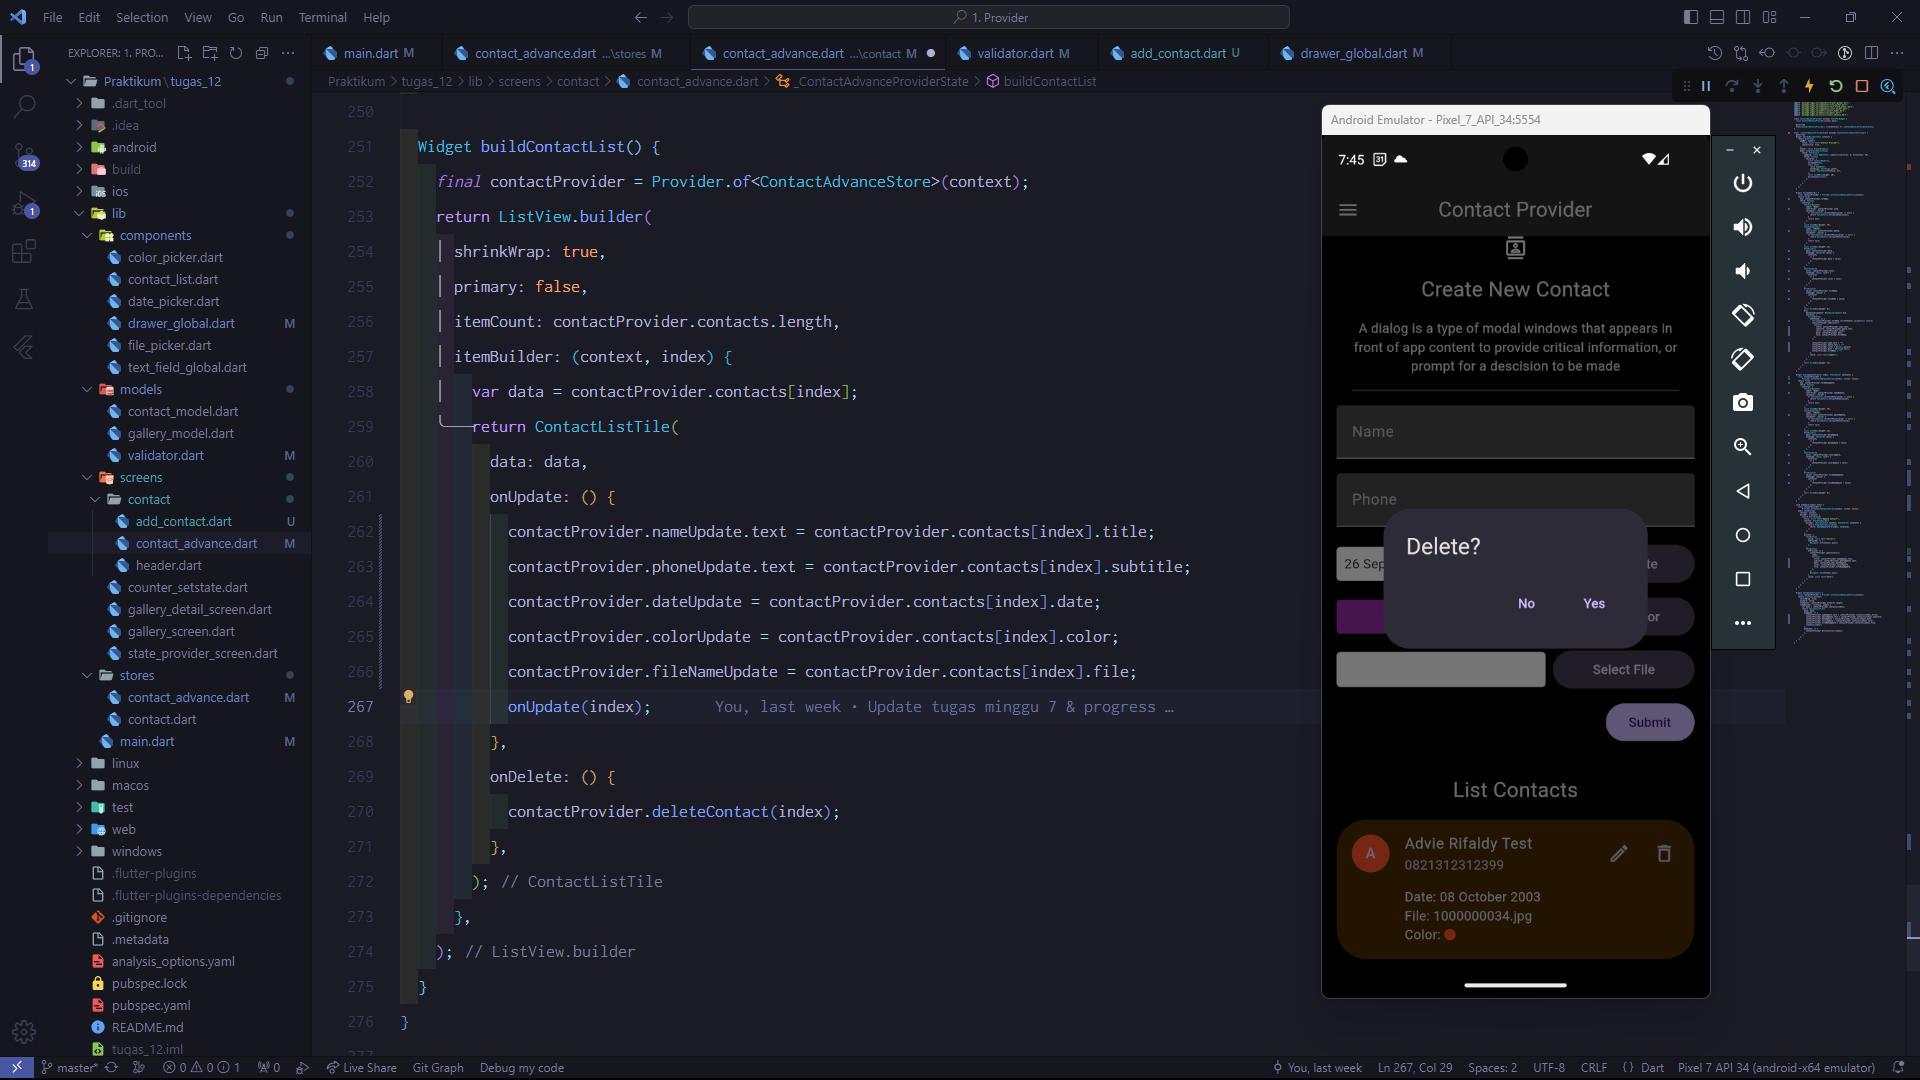 File Edit Selection View Go Run Terminal Help
1. Provider
EXPLORER: 1. PRO...
Praktikum \ tugas_12
.dart_tool
.idea
android
build
ios
lib
components
color_picker.dart
contact_list.dart
date_picker.dart
drawer_global.dart M
file_picker.dart
text_field_global.dart
models
contact_model.dart
gallery_model.dart
validator.dart M
screens
contact
add_contact.dart U
contact_advance.dart M
header.dart
counter_setstate.dart
gallery_detail_screen.dart
gallery_screen.dart
state_provider_screen.dart
stores
contact_advance.dart M
contact.dart
main.dart M
linux
macos
test
web
windows
.flutter-plugins
.flutter-plugins-dependencies
.gitignore
.metadata
analysis_options.yaml
pubspec.lock
pubspec.yaml
README.md
tugas_12.iml
1
314
1
main.dart M
contact_advance.dart ...\stores M
contact_advance.dart ...\contact M
validator.dart M
add_contact.dart U
drawer_global.dart M
Praktikum > tugas_12 > lib > screens > contact > contact_advance.dart > _ContactAdvanceProviderState > buildContactList
250
251 Widget buildContactList() {
252 final contactProvider = Provider.of<ContactAdvanceStore>(context);
253 return ListView.builder(
254 shrinkWrap: true,
255 primary: false,
256 itemCount: contactProvider.contacts.length,
257 itemBuilder: (context, index) {
258 var data = contactProvider.contacts[index];
259 return ContactListTile(
260 data: data,
261 onUpdate: () {
262 contactProvider.nameUpdate.text = contactProvider.contacts[index].title;
263 contactProvider.phoneUpdate.text = contactProvider.contacts[index].subtitle;
264 contactProvider.dateUpdate = contactProvider.contacts[index].date;
265 contactProvider.colorUpdate = contactProvider.contacts[index].color;
266 contactProvider.fileNameUpdate = contactProvider.contacts[index].file;
267 onUpdate(index); You, last week • Update tugas minggu 7 & progress …
268 },
269 onDelete: () {
270 contactProvider.deleteContact(index);
271 },
272 ); // ContactListTile
273 },
274 ); // ListView.builder
275 }
276 }
Android Emulator - Pixel_7_API_34:5554
7:45 31
Contact Provider
Create New Contact
A dialog is a type of modal windows that appears in
front of app content to provide critical information, or
prompt for a descision to be made
Name
Phone
26 Sep
te
Delete?
No Yes
or
Select File
Submit
List Contacts
A
Advie Rifaldy Test
0821312312399
Date: 08 October 2003
File: 1000000034.jpg
Color:
master* 0 0 1 0 Live Share Git Graph Debug my code
You, last week Ln 267, Col 29 Spaces: 2 UTF-8 CRLF { } Dart Pixel 7 API 34 (android-x64 emulator)